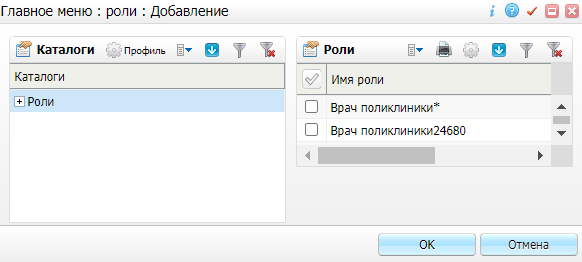 Главное меню : роли : Добавление
Каталоги Профиль
Каталоги
Роли
Роли
Имя роли
Врач поликлиники*
Врач поликлиники24680
OK Отмена